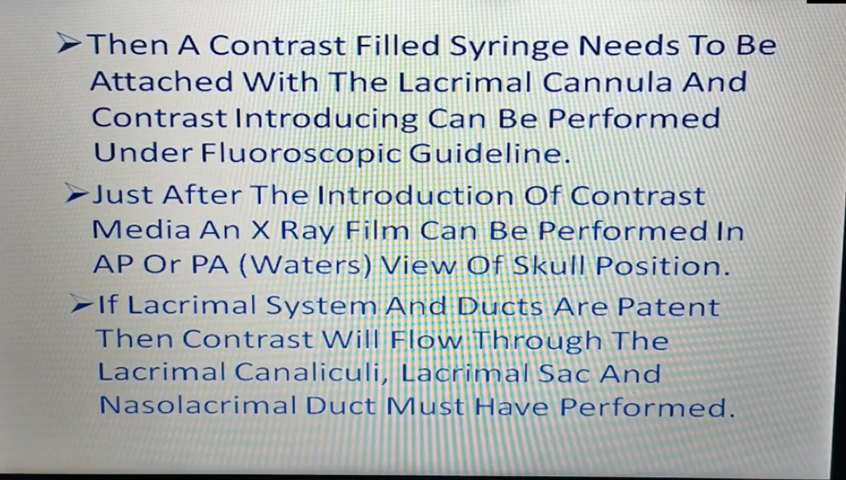 ➢Then A Contrast Filled Syringe Needs To Be
Attached With The Lacrimal Cannula And
Contrast Introducing Can Be Performed
Under Fluoroscopic Guideline.
➢Just After The Introduction Of Contrast
Media An X Ray Film Can Be Performed In
AP Or PA (Waters) View Of Skull Position.
➢If Lacrimal System And Ducts Are Patent
Then Contrast Will Flow Through The
Lacrimal Canaliculi, Lacrimal Sac And
Nasolacrimal Duct Must Have Performed.